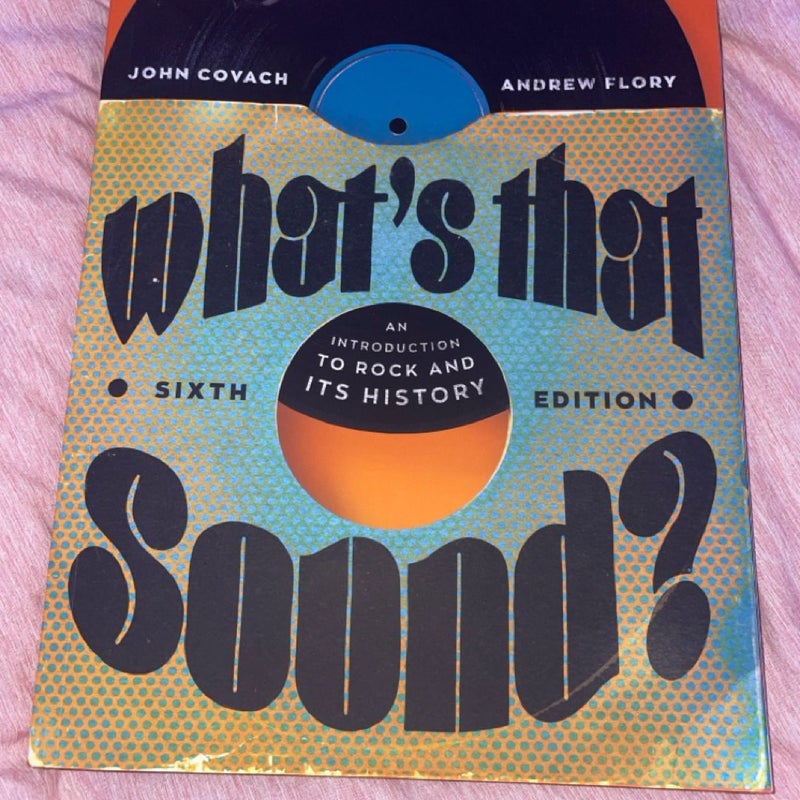 JOHN COVACH
ANDREW FLORY
what's that
AN
INTRODUCTION
TO ROCK AND
ITS HISTORY
SIXTH
EDITION
Sound?